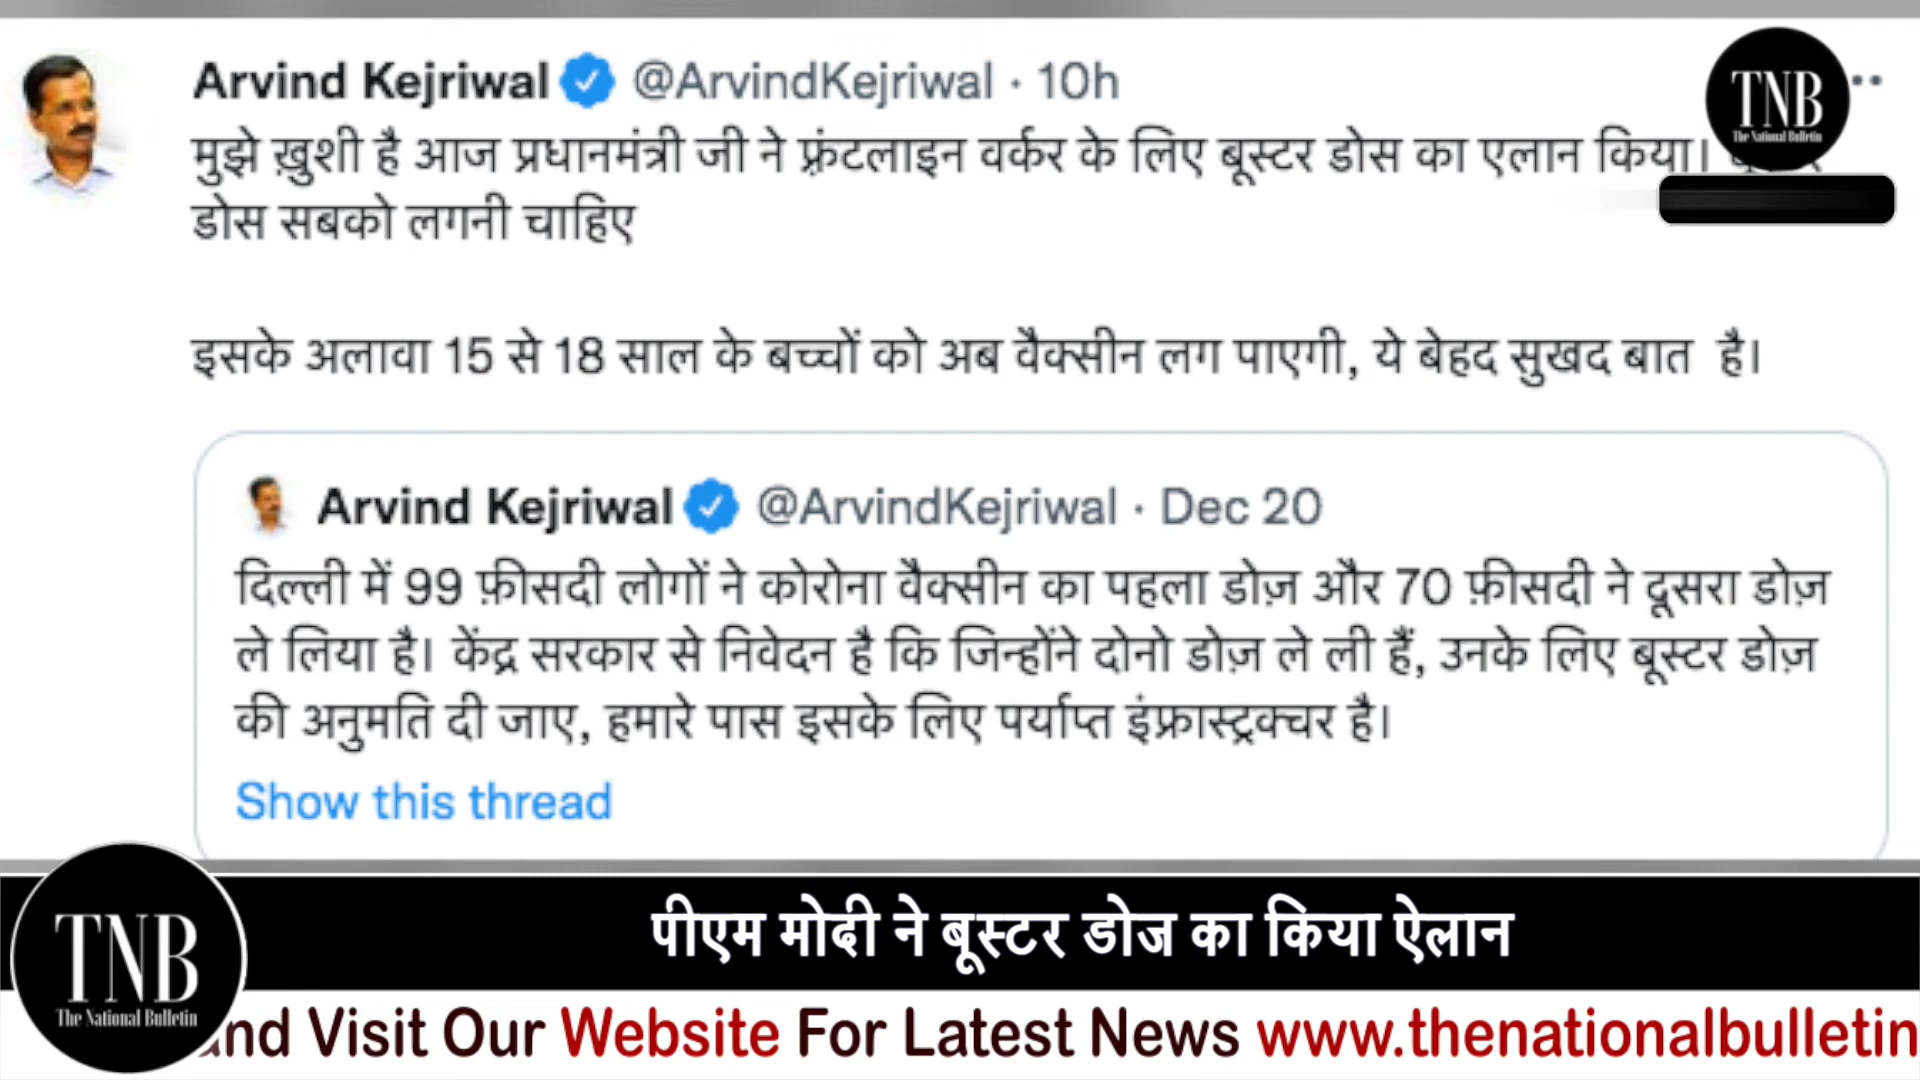 Arvind Kejriwal @ArvindKejriwal · 10h
TNB
The National Bulletin
मुझे ख़ुशी है आज प्रधानमंत्री जी ने फ़्रंटलाइन वर्कर के लिए बूस्टर डोस का एलान किया।
डोस सबको लगनी चाहिए
इसके अलावा 15 से 18 साल के बच्चों को अब वैक्सीन लग पाएगी, ये बेहद सुखद बात है।
Arvind Kejriwal @ArvindKejriwal · Dec 20
दिल्ली में 99 फ़ीसदी लोगों ने कोरोना वैक्सीन का पहला डोज़ और 70 फ़ीसदी ने दूसरा डोज़
ले लिया है। केंद्र सरकार से निवेदन है कि जिन्होंने दोनो डोज़ ले ली हैं, उनके लिए बूस्टर डोज़
की अनुमति दी जाए, हमारे पास इसके लिए पर्याप्त इंफ्रास्ट्रक्चर है।
Show this thread
पीएम मोदी ने बूस्टर डोज का किया ऐलान
TNB
The National Bulletin
and Visit Our Website For Latest News www.thenationalbulletin